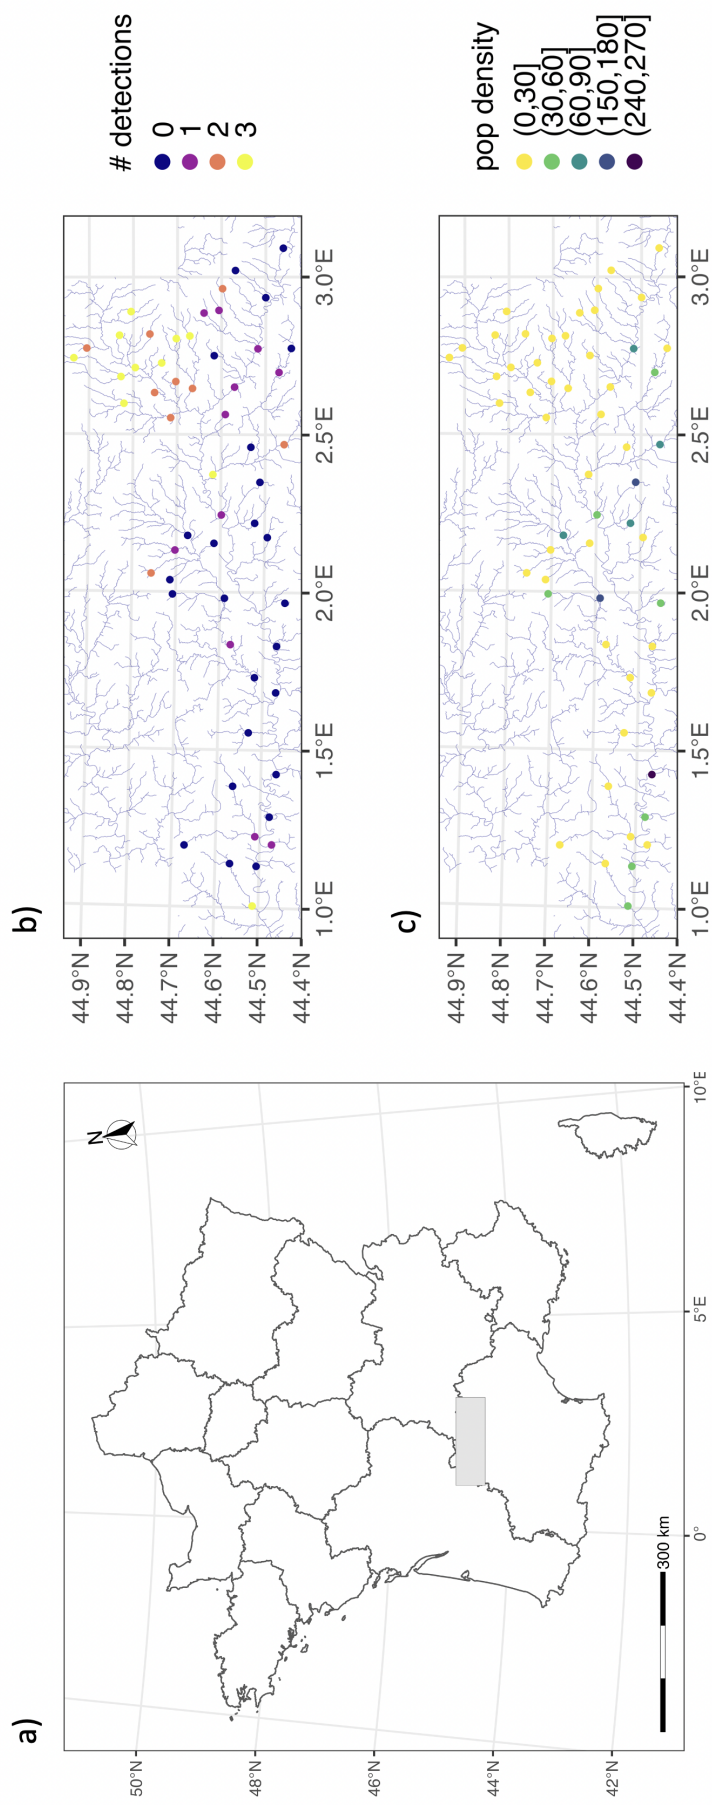 a)
N
50°N
48°N
46°N
44°N
42°N
300 km
0°
5°E
10°E
b)
44.9°N
44.8°N
44.7°N
44.6°N
44.5°N
44.4°N
1.0°E
1.5°E
2.0°E
2.5°E
3.0°E
# detections
0
1
2
3
c)
44.9°N
44.8°N
44.7°N
44.6°N
44.5°N
44.4°N
1.0°E
1.5°E
2.0°E
2.5°E
3.0°E
pop density
(0,30]
(30,60]
(60,90]
(150,180]
(240,270]